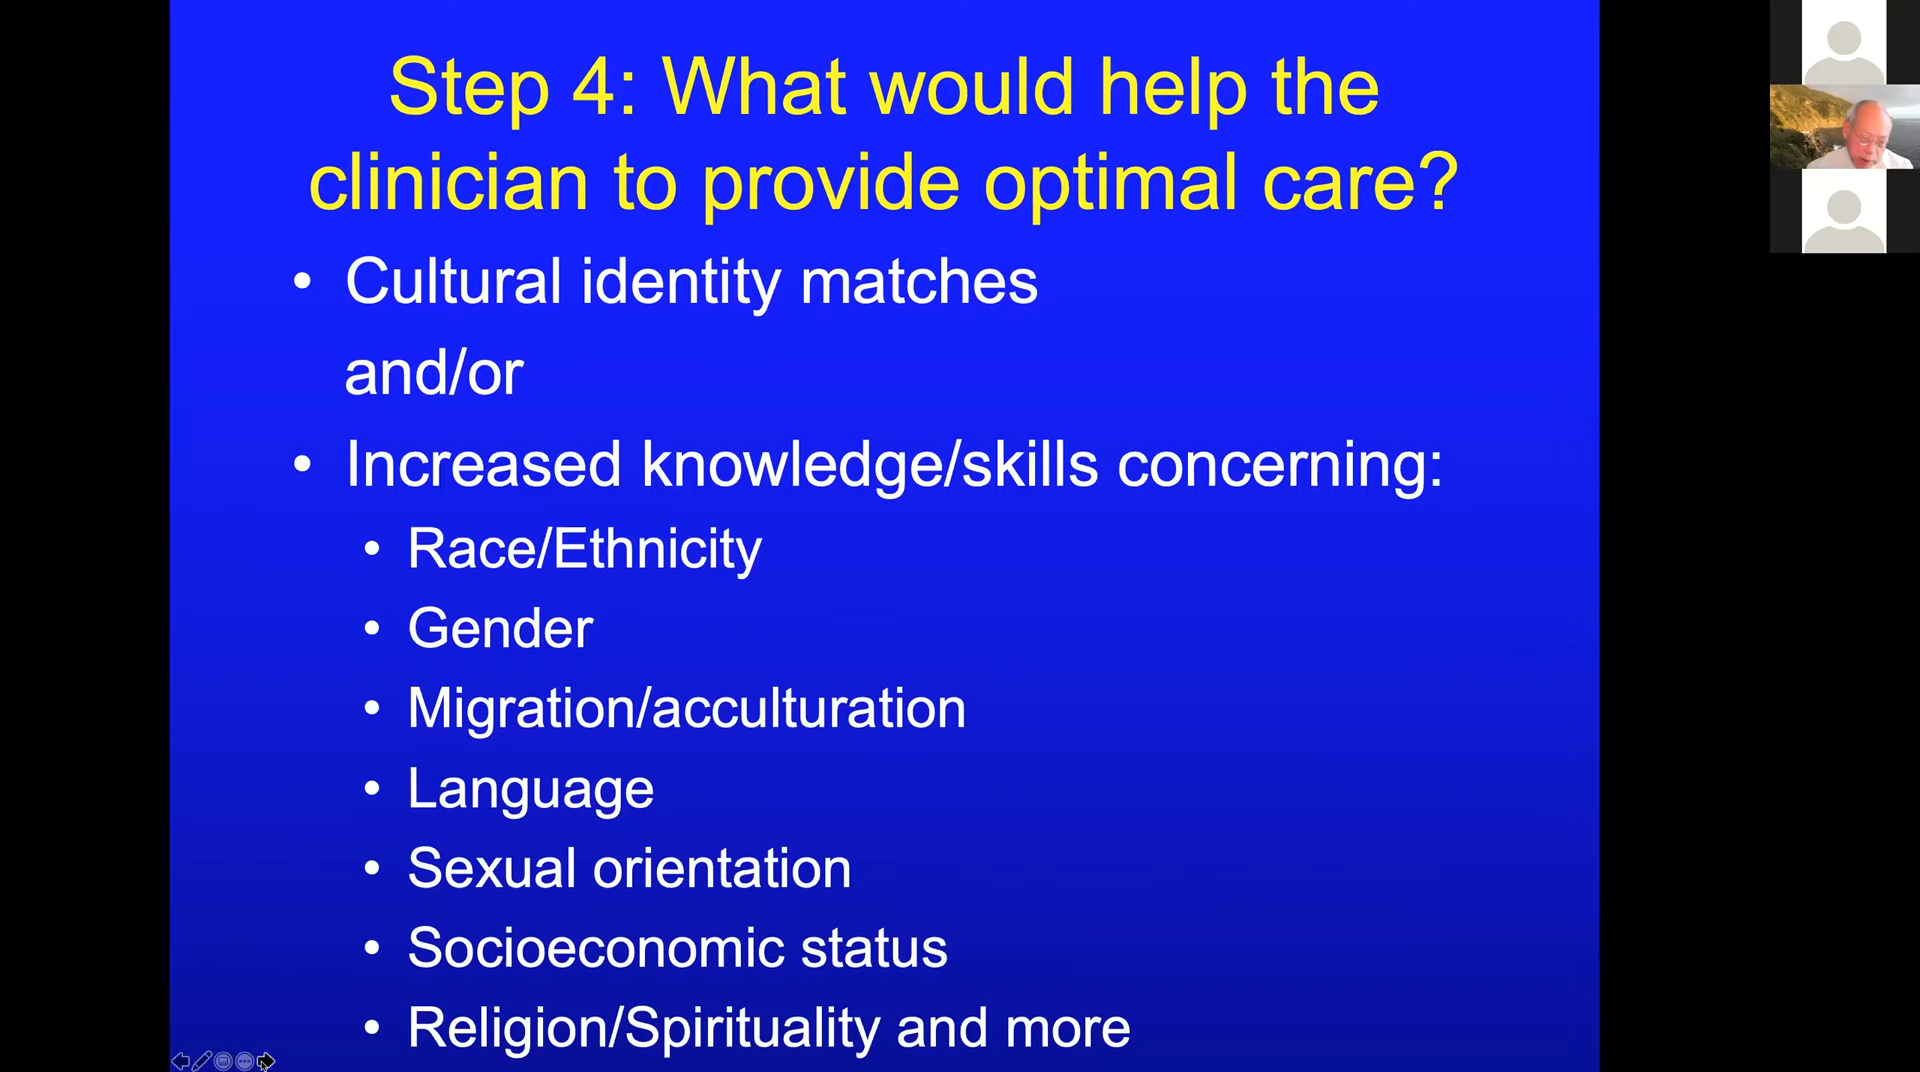 Step 4: What would help the
clinician to provide optimal care?
• Cultural identity matches
and/or
• Increased knowledge/skills concerning:
• Race/Ethnicity
• Gender
• Migration/acculturation
• Language
• Sexual orientation
• Socioeconomic status
• Religion/Spirituality and more